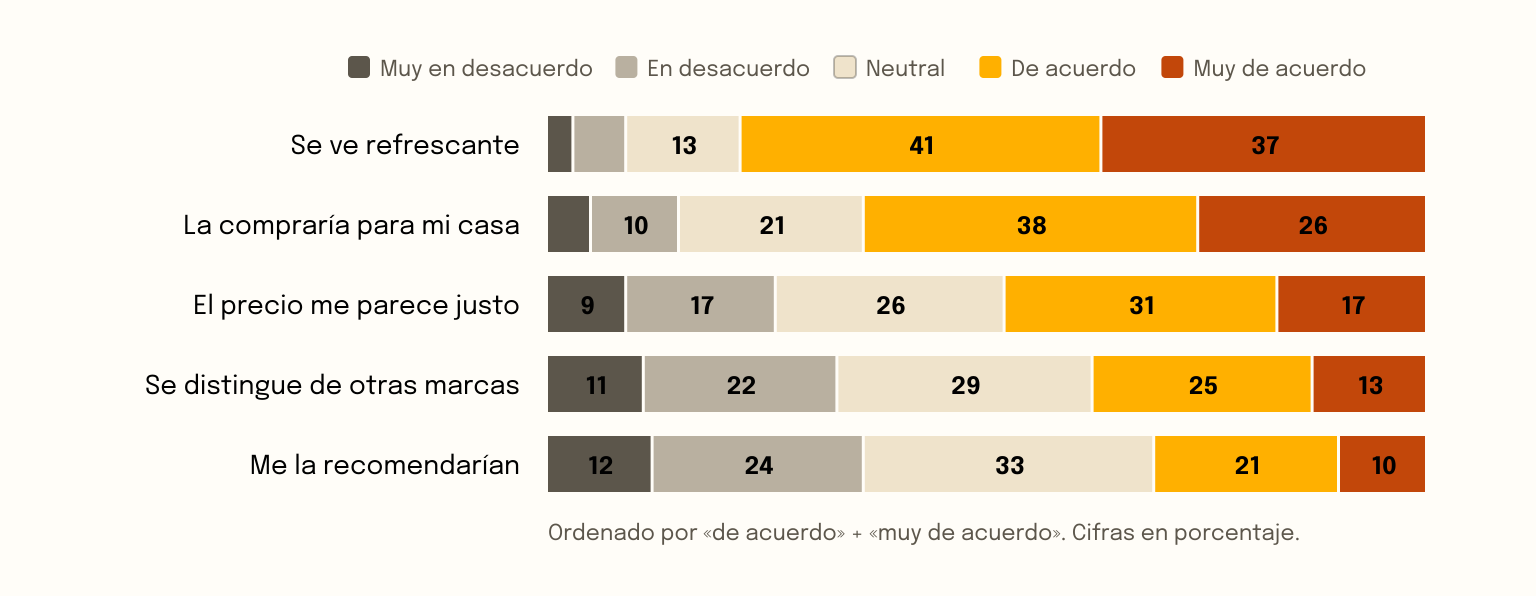 Muy en desacuerdo En desacuerdo Neutral De acuerdo Muy de acuerdo
Se ve refrescante 13 41 37
La compraría para mi casa 10 21 38 26
El precio me parece justo 9 17 26 31 17
Se distingue de otras marcas 11 22 29 25 13
Me la recomendarían 12 24 33 21 10
Ordenado por «de acuerdo» + «muy de acuerdo». Cifras en porcentaje.